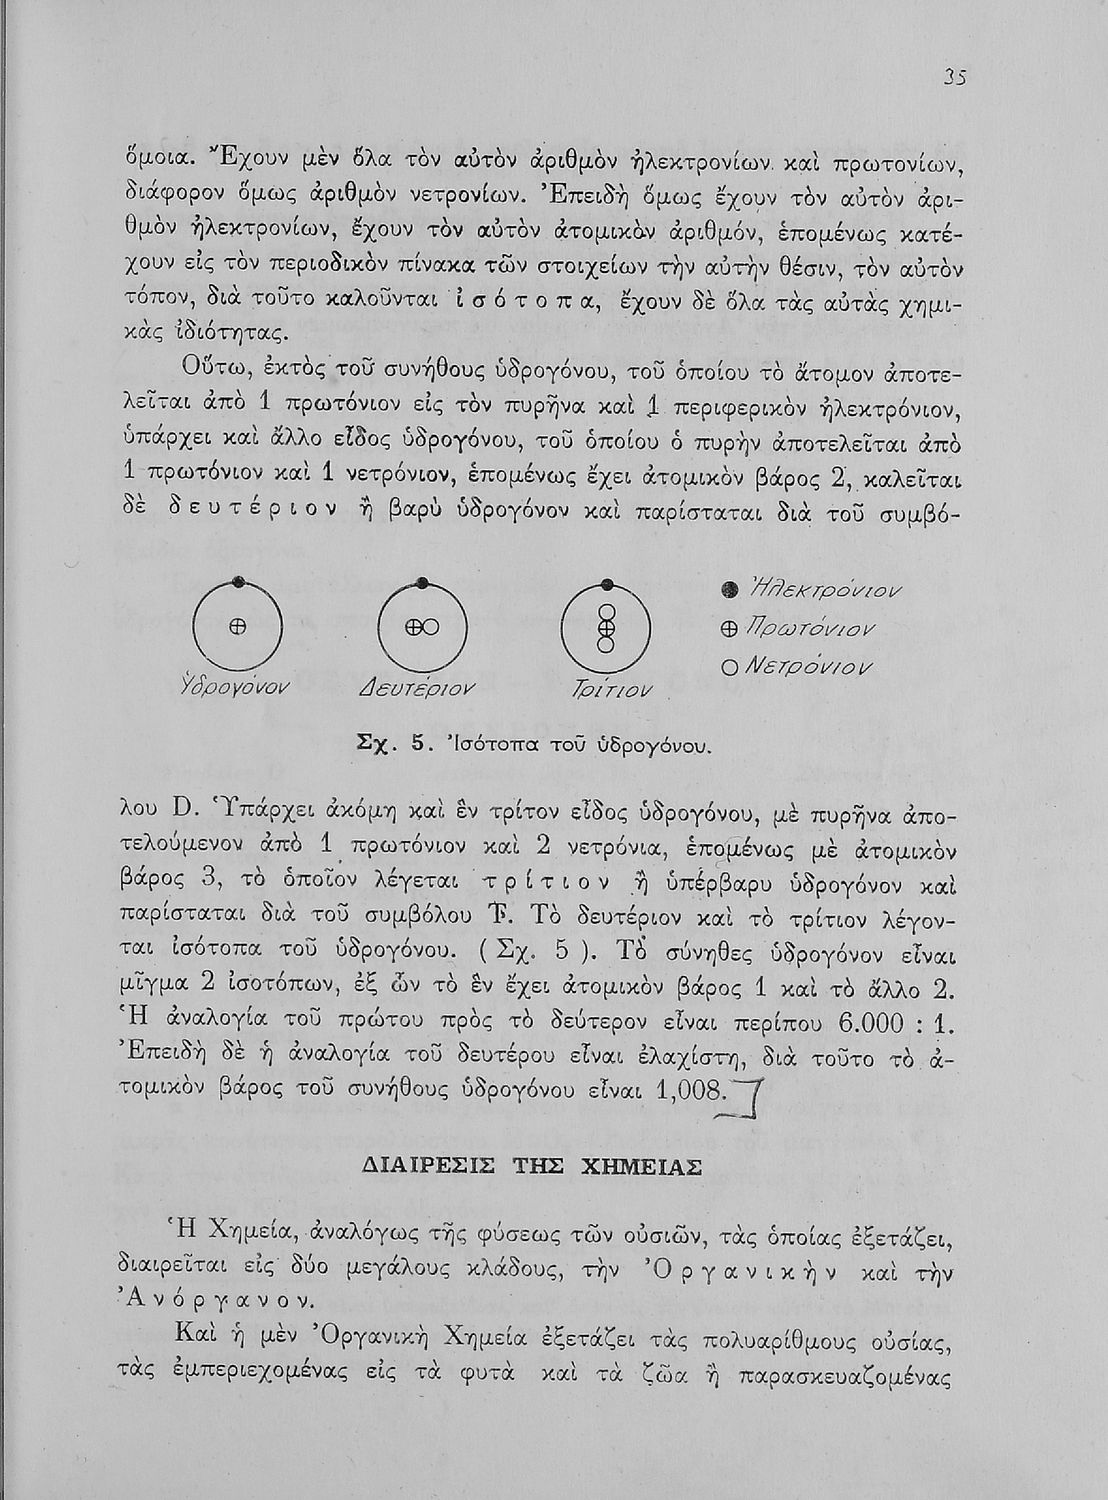 35
ὅμοια. Ἔχουν μὲν ὅλα τὸν αὐτὸν ἀριθμὸν ἠλεκτρονίων καὶ πρωτονίων,
διάφορον ὅμως ἀριθμὸν νετρονίων. Ἐπειδὴ ὅμως ἔχουν τὸν αὐτὸν ἀρι-
θμὸν ἠλεκτρονίων, ἔχουν τὸν αὐτὸν ἀτομικὸν ἀριθμόν, ἑπομένως κατέ-
χουν εἰς τὸν περιοδικὸν πίνακα τῶν στοιχείων τὴν αὐτὴν θέσιν, τὸν αὐτὸν
τόπον, διὰ τοῦτο καλοῦνται ἰ σ ό τ ο π α, ἔχουν δὲ ὅλα τὰς αὐτὰς χημι-
κὰς ἰδιότητας.
Οὕτω, ἐκτὸς τοῦ συνήθους ὑδρογόνου, τοῦ ὁποίου τὸ ἄτομον ἀποτε-
λεῖται ἀπὸ 1 πρωτόνιον εἰς τὸν πυρῆνα καὶ 1 περιφερικὸν ἠλεκτρόνιον,
ὑπάρχει καὶ ἄλλο εἶδος ὑδρογόνου, τοῦ ὁποίου ὁ πυρὴν ἀποτελεῖται ἀπὸ
1 πρωτόνιον καὶ 1 νετρόνιον, ἑπομένως ἔχει ἀτομικὸν βάρος 2, καλεῖται
δὲ δ ε υ τ έ ρ ι ο ν ἢ βαρὺ ὑδρογόνον καὶ παρίσταται διὰ τοῦ συμβό-
Ἠλεκτρόνιον
Πρωτόνιον
Νετρόνιον
Ὑδρογόνον Δευτέριον Τρίτιον
Σχ. 5. Ἰσότοπα τοῦ ὑδρογόνου.
λου D. Ὑπάρχει ἀκόμη καὶ ἓν τρίτον εἶδος ὑδρογόνου, μὲ πυρῆνα ἀπο-
τελούμενον ἀπὸ 1 πρωτόνιον καὶ 2 νετρόνια, ἑπομένως μὲ ἀτομικὸν
βάρος 3, τὸ ὁποῖον λέγεται τ ρ ί τ ι ο ν ἢ ὑπέρβαρυ ὑδρογόνον καὶ
παρίσταται διὰ τοῦ συμβόλου T. Τὸ δευτέριον καὶ τὸ τρίτιον λέγον-
ται ἰσότοπα τοῦ ὑδρογόνου. ( Σχ. 5 ). Τὸ σύνηθες ὑδρογόνον εἶναι
μῖγμα 2 ἰσοτόπων, ἐξ ὧν τὸ ἓν ἔχει ἀτομικὸν βάρος 1 καὶ τὸ ἄλλο 2.
Ἡ ἀναλογία τοῦ πρώτου πρὸς τὸ δεύτερον εἶναι περίπου 6.000 : 1.
Ἐπειδὴ δὲ ἡ ἀναλογία τοῦ δευτέρου εἶναι ἐλαχίστη, διὰ τοῦτο τὸ ἀ-
τομικὸν βάρος τοῦ συνήθους ὑδρογόνου εἶναι 1,008.
ΔΙΑΙΡΕΣΙΣ ΤΗΣ ΧΗΜΕΙΑΣ
Ἡ Χημεία, ἀναλόγως τῆς φύσεως τῶν οὐσιῶν, τὰς ὁποίας ἐξετάζει,
διαιρεῖται εἰς δύο μεγάλους κλάδους, τὴν Ὀ ρ γ α ν ι κ ὴ ν καὶ τὴν
Ἀ ν ό ρ γ α ν ο ν.
Καὶ ἡ μὲν Ὀργανικὴ Χημεία ἐξετάζει τὰς πολυαρίθμους οὐσίας,
τὰς ἐμπεριεχομένας εἰς τὰ φυτὰ καὶ τὰ ζῶα ἢ παρασκευαζομένας